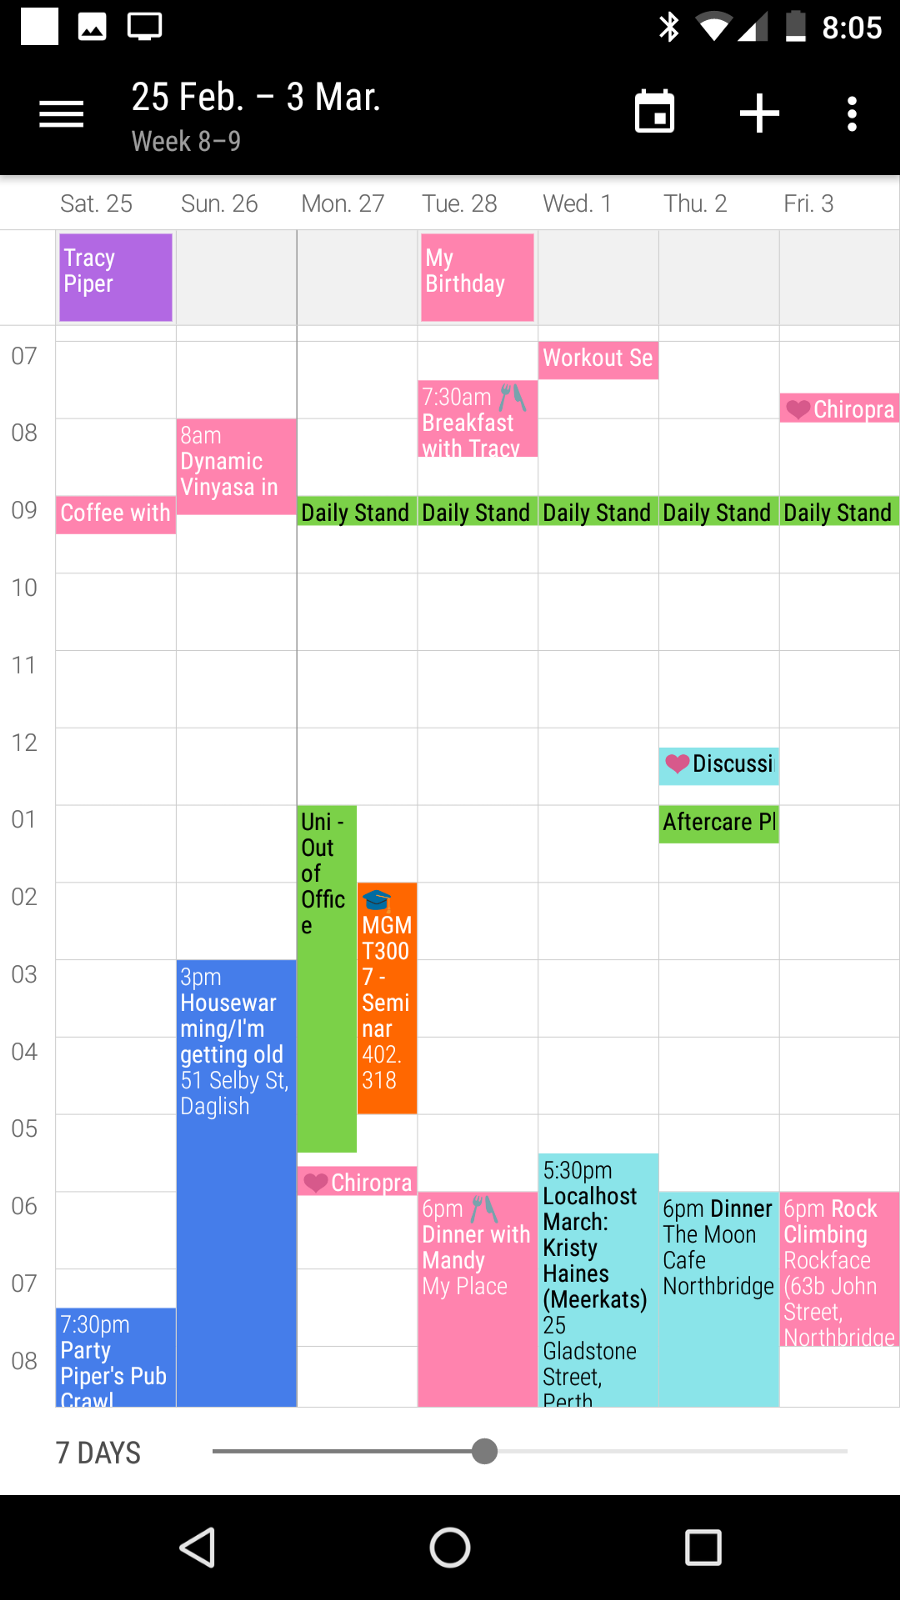 8:05
25 Feb. – 3 Mar.
Week 8–9
Sat. 25
Sun. 26
Mon. 27
Tue. 28
Wed. 1
Thu. 2
Fri. 3
Tracy
Piper
My
Birthday
07
08
09
10
11
12
01
02
03
04
05
06
07
08
Coffee with
7:30pm
Party
Piper's Pub
Crawl
8am
Dynamic
Vinyasa in
3pm
Housewar
ming/I'm
getting old
51 Selby St,
Daglish
Daily Stand
Uni -
Out
of
Offic
e
MGM
T300
7 -
Semi
nar
402.
318
Chiropra
7:30am
Breakfast
with Tracy
Daily Stand
6pm
Dinner with
Mandy
My Place
Workout Se
Daily Stand
5:30pm
Localhost
March:
Kristy
Haines
(Meerkats)
25
Gladstone
Street,
Perth
Daily Stand
Discussi
Aftercare Pl
6pm Dinner
The Moon
Cafe
Northbridge
Chiropra
Daily Stand
6pm Rock
Climbing
Rockface
(63b John
Street,
Northbridge
7 DAYS